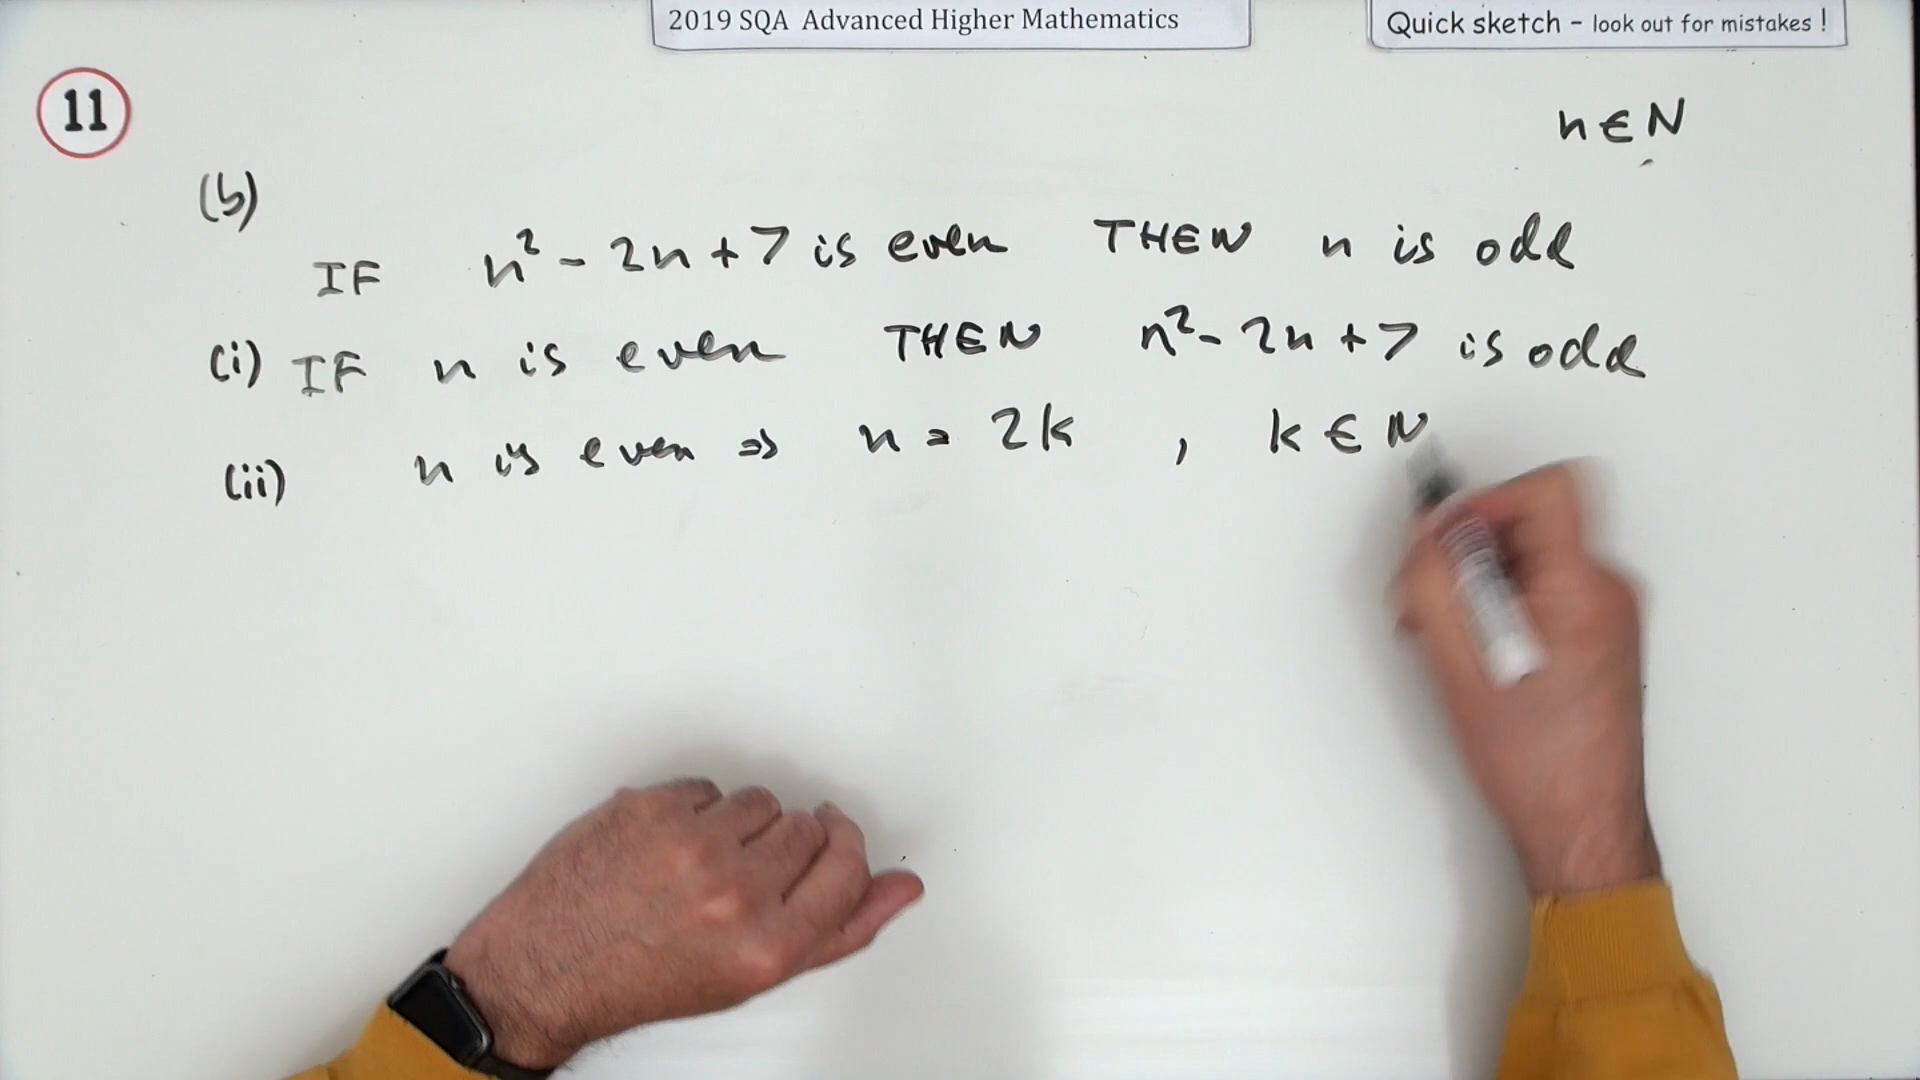 2019 SQA Advanced Higher Mathematics
Quick sketch - look out for mistakes !
11
n ∈ N
(b)
IF n² - 2n + 7 is even THEN n is odd
(i) IF n is even THEN n² - 2n + 7 is odd
(ii) n is even ⇒ n = 2k , k ∈ N